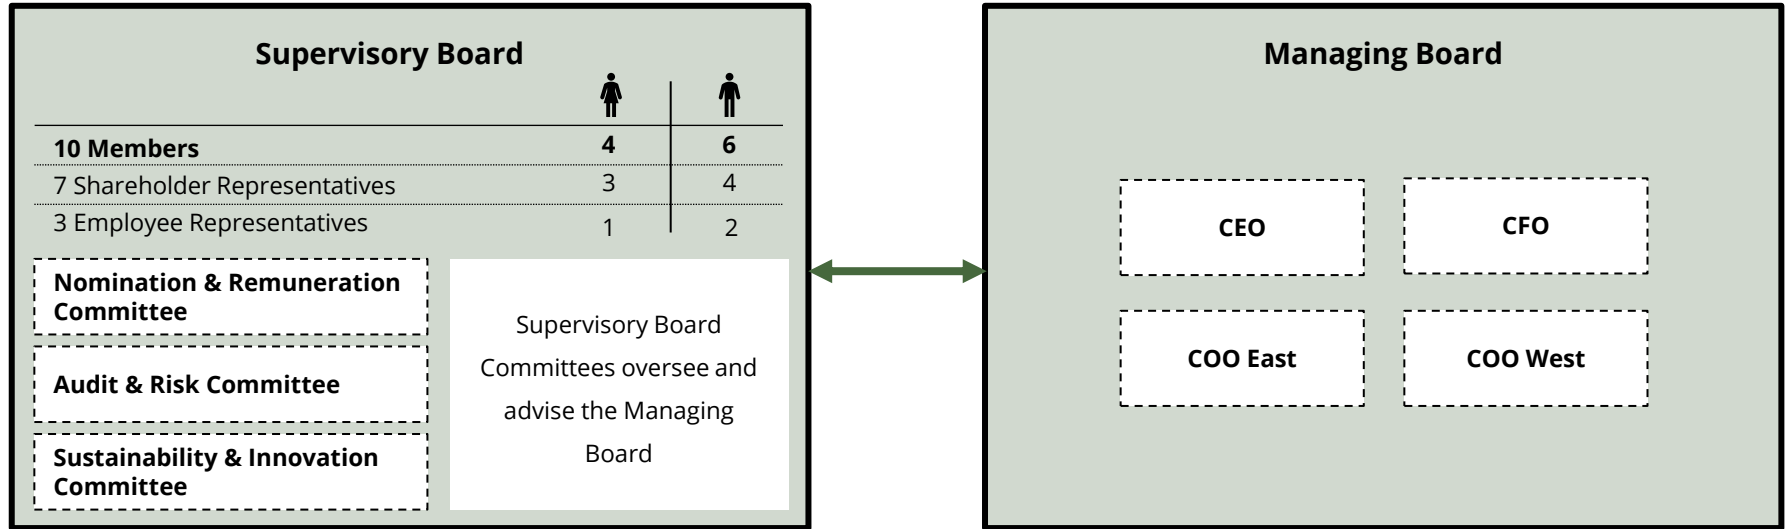 Supervisory Board
10 Members 4 6
7 Shareholder Representatives 3 4
3 Employee Representatives 1 2
Nomination & Remuneration
Committee
Audit & Risk Committee
Sustainability & Innovation
Committee
Supervisory Board
Committees oversee and
advise the Managing
Board
Managing Board
CEO
CFO
COO East
COO West